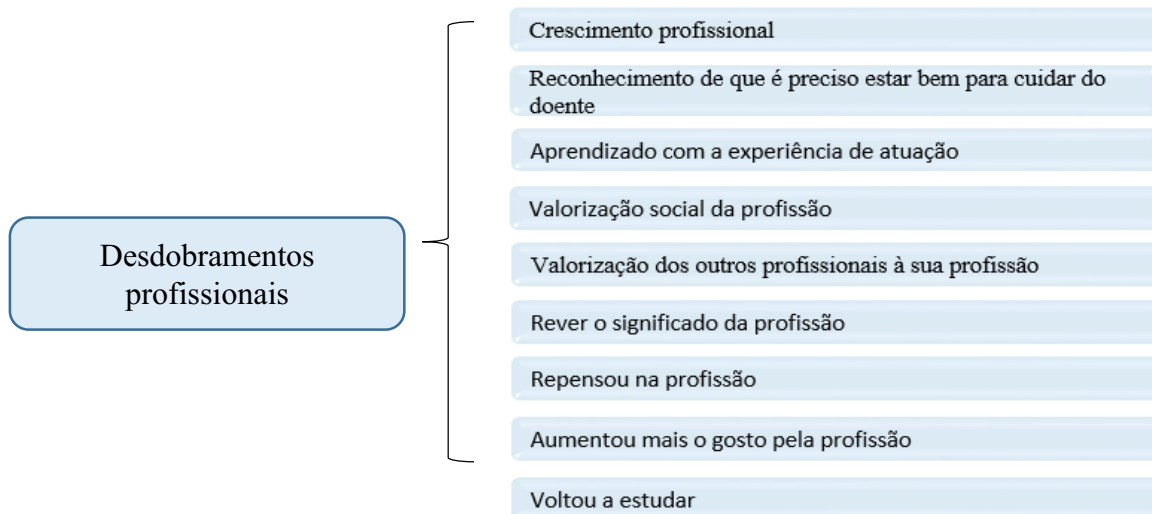 Crescimento profissional
Reconhecimento de que é preciso estar bem para cuidar do
doente
Aprendizado com a experiência de atuação
Valorização social da profissão
Desdobramentos
profissionais
Valorização dos outros profissionais à sua profissão
Rever o significado da profissão
Repensou na profissão
Aumentou mais o gosto pela profissão
Voltou a estudar